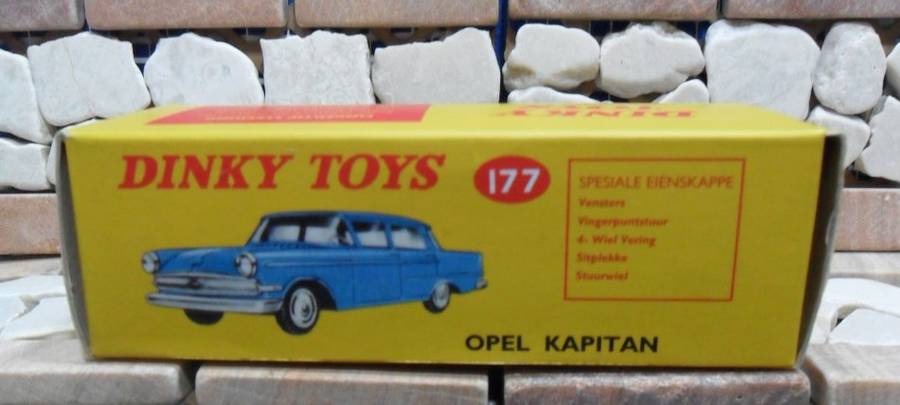 DINKY TOYS
177
SPESIALE EIENSKAPPE
Vensters
Vingerpuntstuur
4- Wiel Vering
Sitplekke
Stuurwiel
OPEL KAPITAN